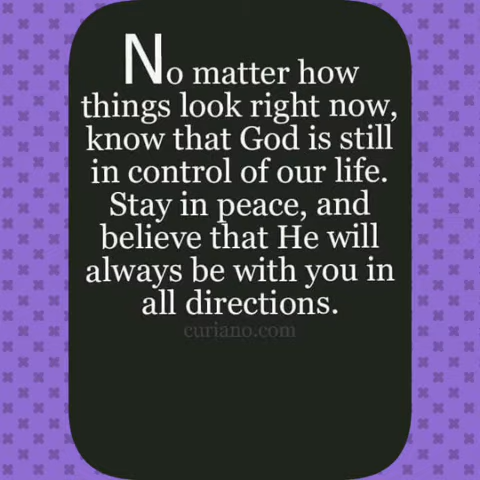 No matter how
things look right now,
know that God is still
in control of our life.
Stay in peace, and
believe that He will
always be with you in
all directions.
curiano.com